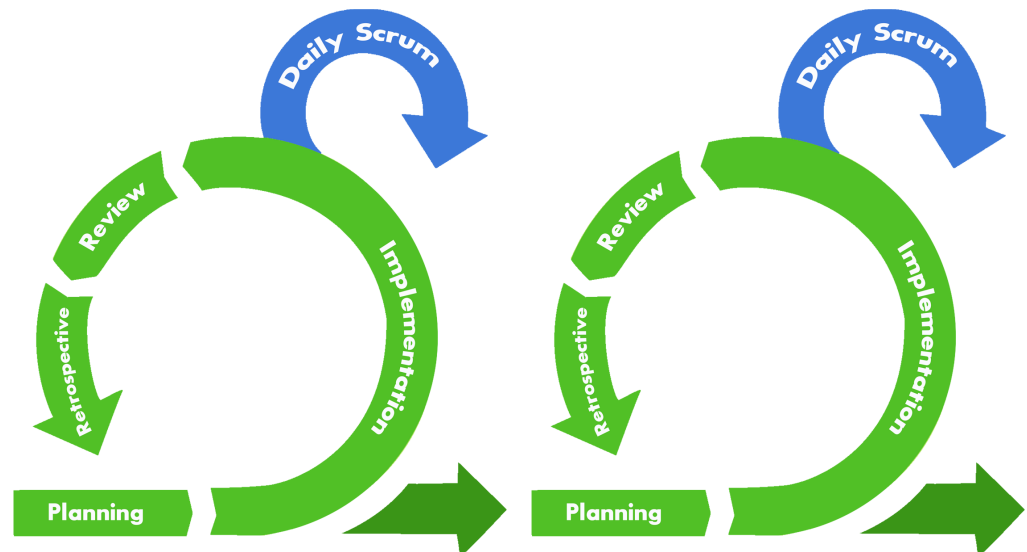 Daily Scrum
Review
Implementation
Retrospective
Planning
Daily Scrum
Review
Implementation
Retrospective
Planning